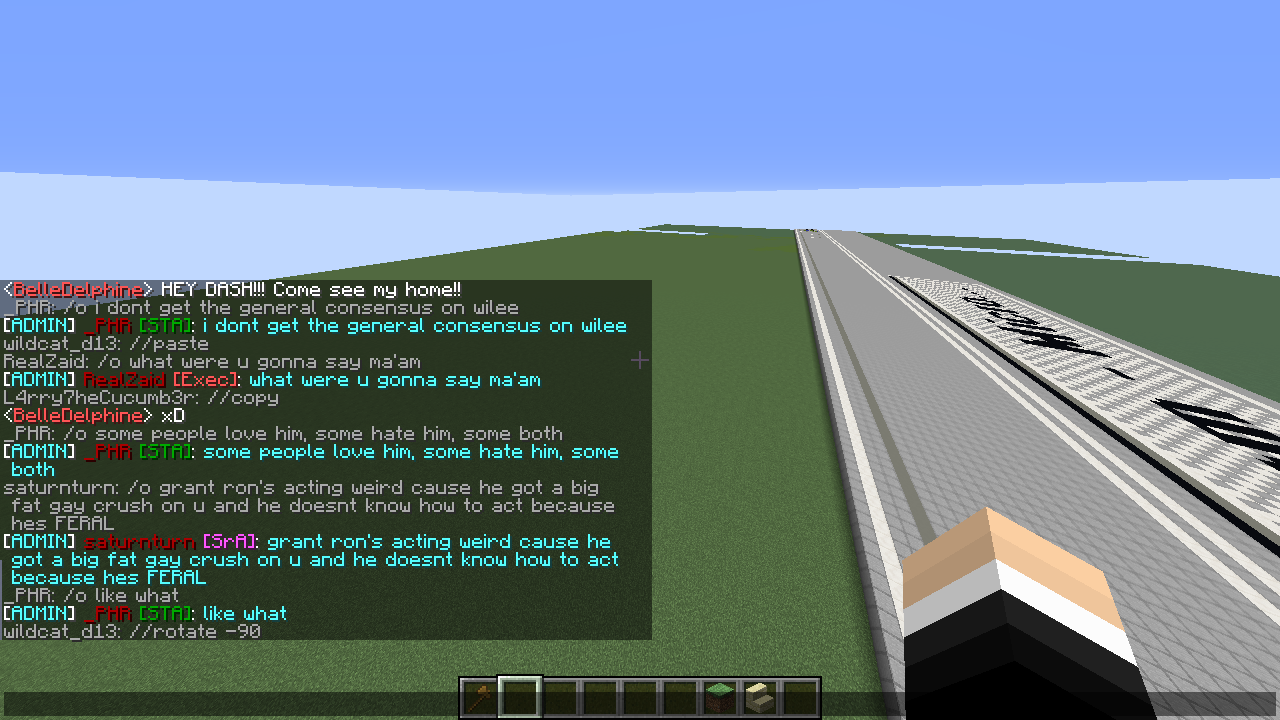 <BelleDelphine> HEY DASH!!! Come see my home!!
_PHR: /o i dont get the general consensus on wilee
[ADMIN] _PHR [STA]: i dont get the general consensus on wilee
wildcat_d13: //paste
RealZaid: /o what were u gonna say ma'am
[ADMIN] RealZaid [Exec]: what were u gonna say ma'am
L4rry7heCucumb3r: //copy
<BelleDelphine> xD
_PHR: /o some people love him, some hate him, some both
[ADMIN] _PHR [STA]: some people love him, some hate him, some
both
saturnturn: /o grant ron's acting weird cause he got a big
fat gay crush on u and he doesnt know how to act because
hes FERAL
[ADMIN] saturnturn [SrA]: grant ron's acting weird cause he
got a big fat gay crush on u and he doesnt know how to act
because hes FERAL
_PHR: /o like what
[ADMIN] _PHR [STA]: like what
wildcat_d13: //rotate -90